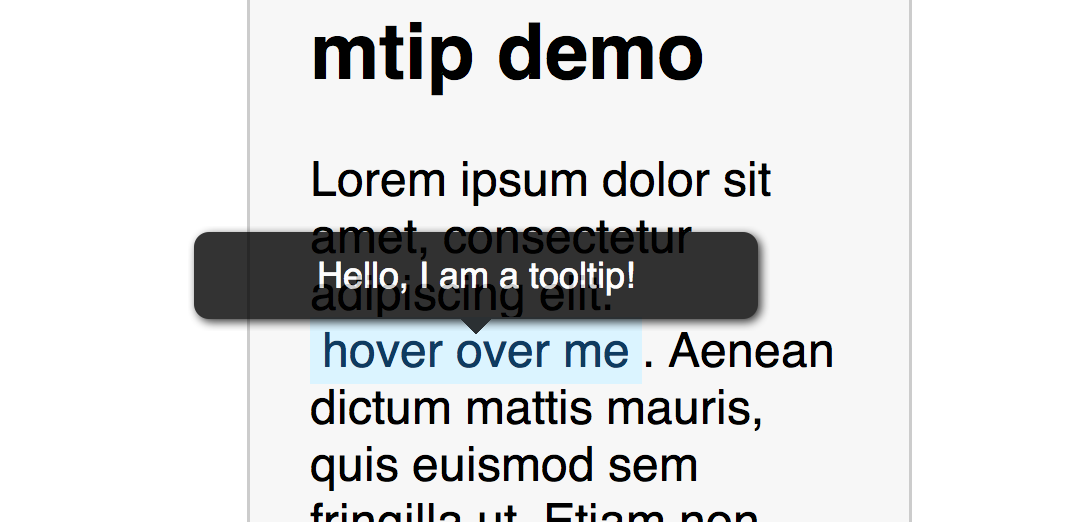 mtip demo
Lorem ipsum dolor sit
amet, consectetur
Hello, I am a tooltip!
adipiscing elit.
hover over me . Aenean
dictum mattis mauris,
quis euismod sem
fringilla ut. Etiam non